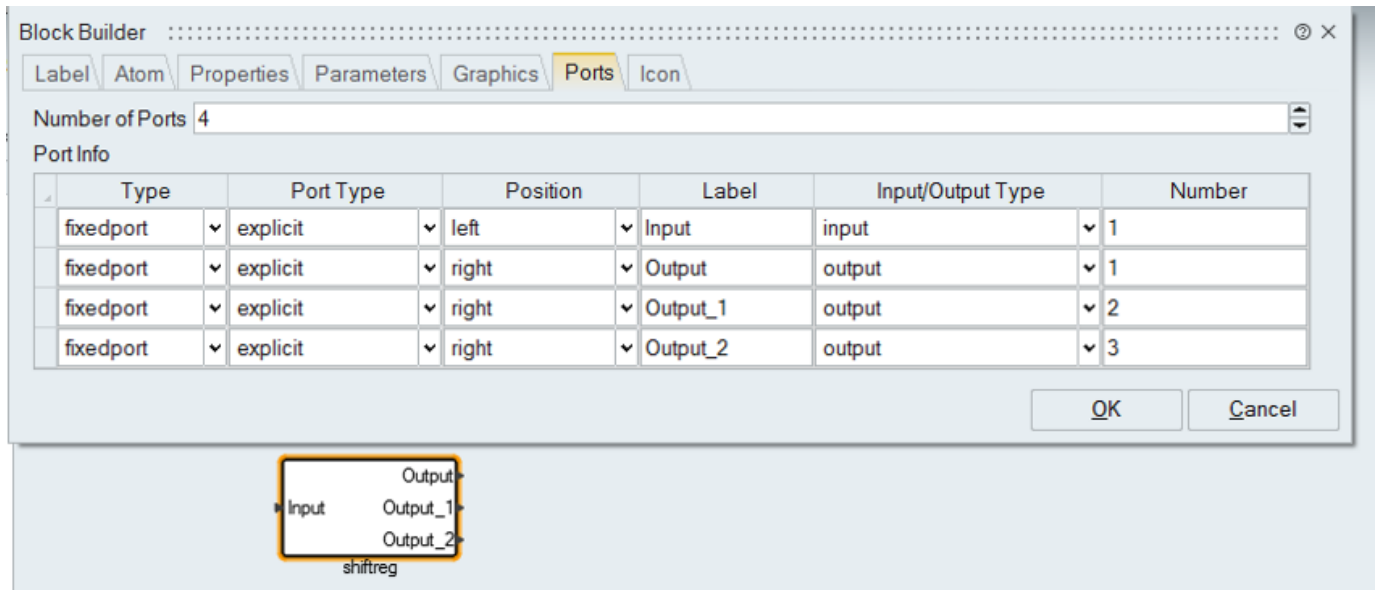 Block Builder
Label Atom Properties Parameters Graphics Ports Icon
Number of Ports 4
Port Info
Type Port Type Position Label Input/Output Type Number
fixedport explicit left Input input 1
fixedport explicit right Output output 1
fixedport explicit right Output_1 output 2
fixedport explicit right Output_2 output 3
OK Cancel
Output
Input Output_1
Output_2
shiftreg